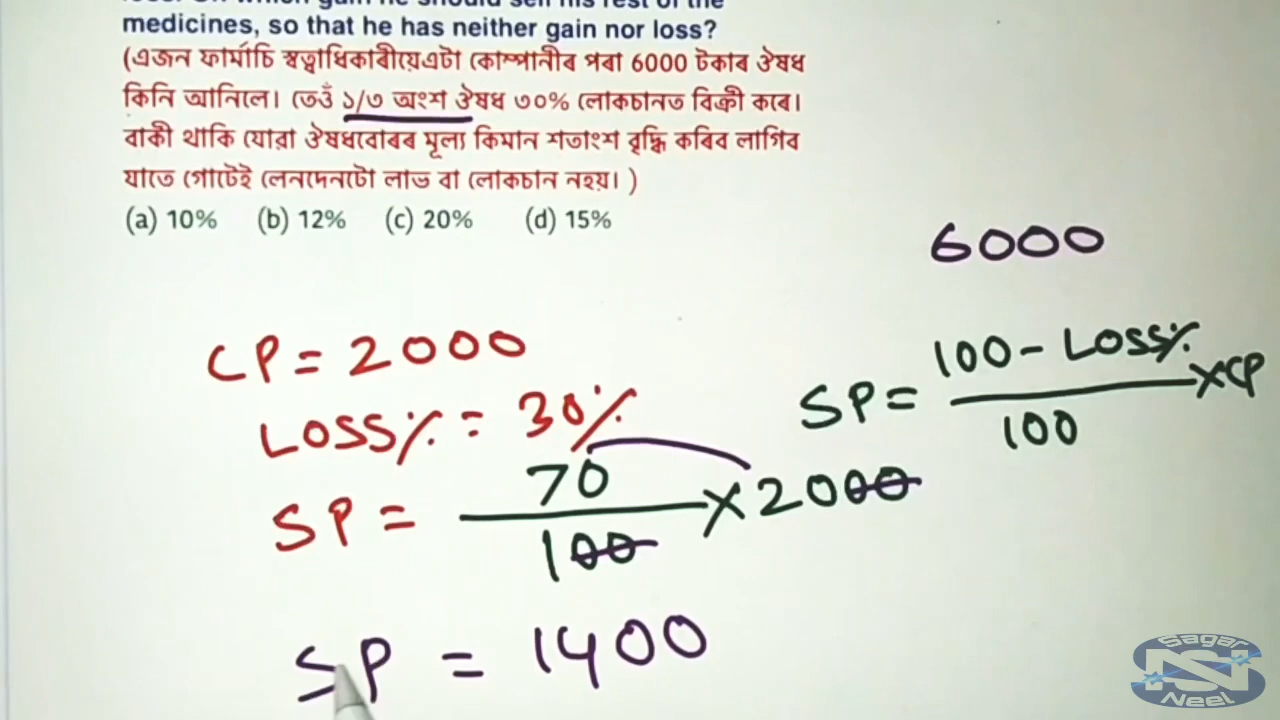 medicines, so that he has neither gain nor loss?
(এজন ফাৰ্মাচি স্বত্বাধিকাৰীয়েএটা কোম্পানীৰ পৰা 6000 টকাৰ ঔষধ
কিনি আনিলে। তেওঁ ১/৩ অংশ ঔষধ ৩০% লোকচানত বিক্ৰী কৰে।
বাকী থাকি যোৱা ঔষধবোৰৰ মূল্য কিমান শতাংশ বৃদ্ধি কৰিব লাগিব
যাতে গোটেই লেনদেনটো লাভ বা লোকচান নহয়। )
(a) 10% (b) 12% (c) 20% (d) 15%
6000
CP = 2000
LOSS% = 30%
SP = 100 - LOSS% / 100 × CP
SP = 70 / 100 × 2000
SP = 1400
Sagar
Neel